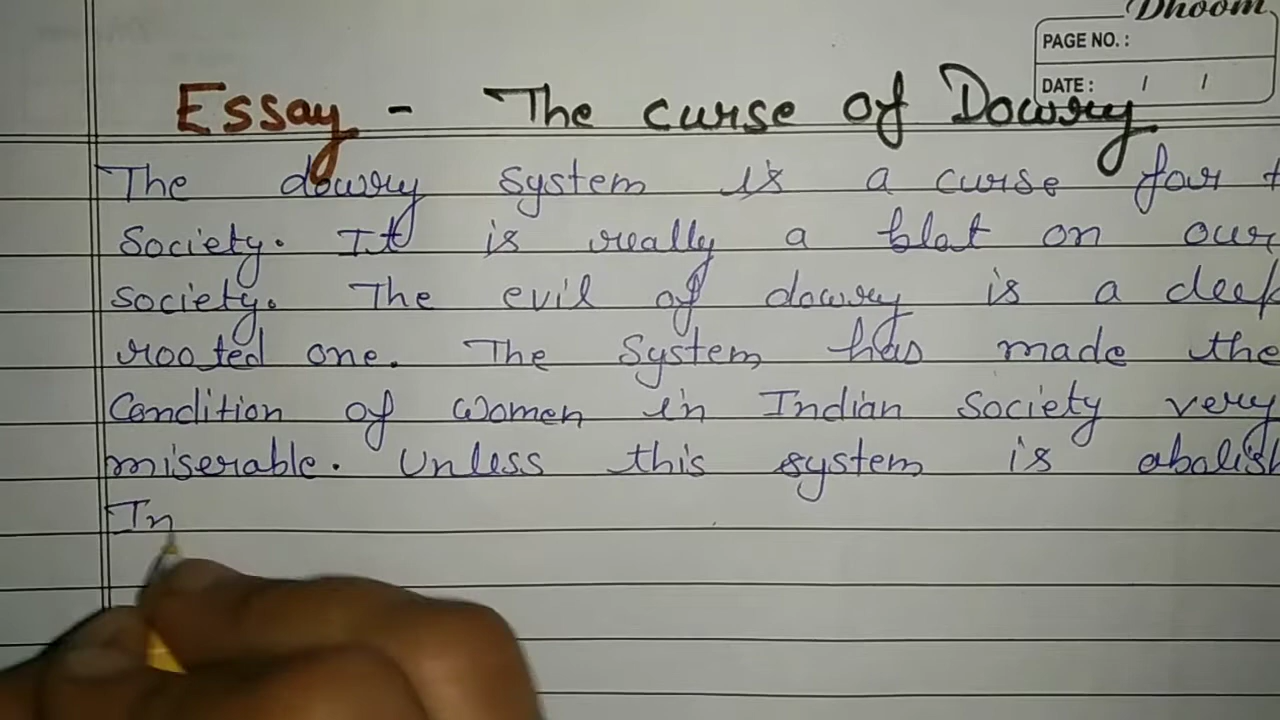 Dhoom
PAGE NO. :
DATE : / /
Essay - The curse of Dowry
The dowry system is a curse for
Society. It is really a blot on our
society. The evil of dowry is a deep
rooted one. The System has made the
Condition of women in Indian Society very
miserable. Unless this system is abolish
In